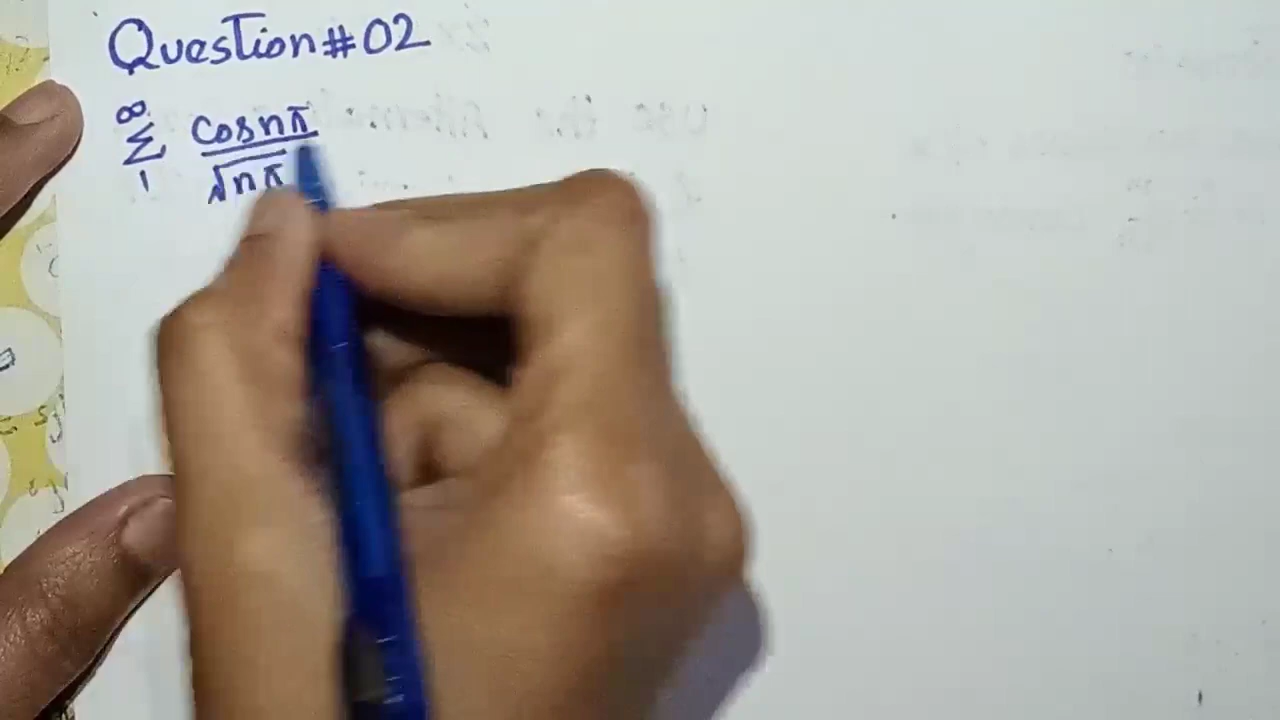 Question#02
∞
Σ cosnπ
1 √nπ